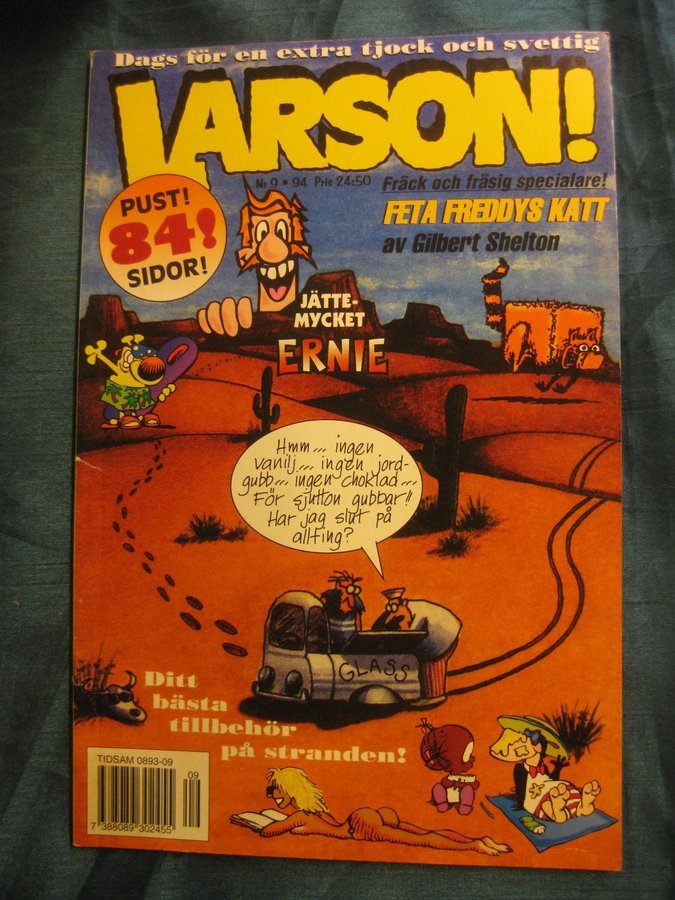 Dags för en extra tjock och svettig
LARSON!
Nr 9 • 94 Pris 24:50
PUST!
84!
SIDOR!
Fräck och fräsig specialare!
FETA FREDDYS KATT
av Gilbert Shelton
JÄTTE-
MYCKET
ERNIE
Hmm... ingen
vanilj... ingen jord-
gubb... ingen choklad...
För sjutton gubbar!!
Har jag slut på
allting?
GLASS
Ditt
bästa
tillbehör
på stranden!
TIDSAM 0893-09
09
7 388089 302455